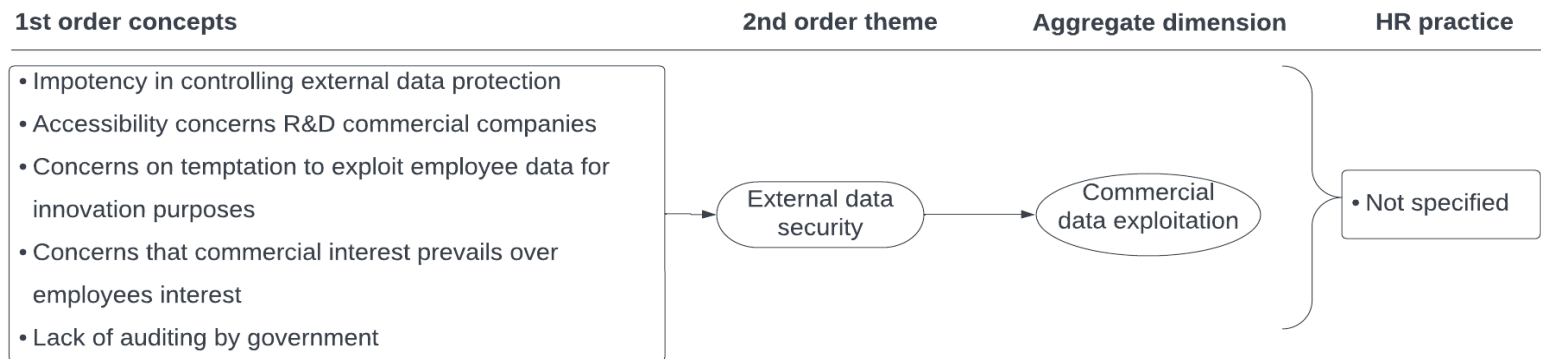 1st order concepts
2nd order theme
Aggregate dimension
HR practice
• Impotency in controlling external data protection
• Accessibility concerns R&D commercial companies
• Concerns on temptation to exploit employee data for
innovation purposes
• Concerns that commercial interest prevails over
employees interest
• Lack of auditing by government
External data
security
Commercial
data exploitation
• Not specified